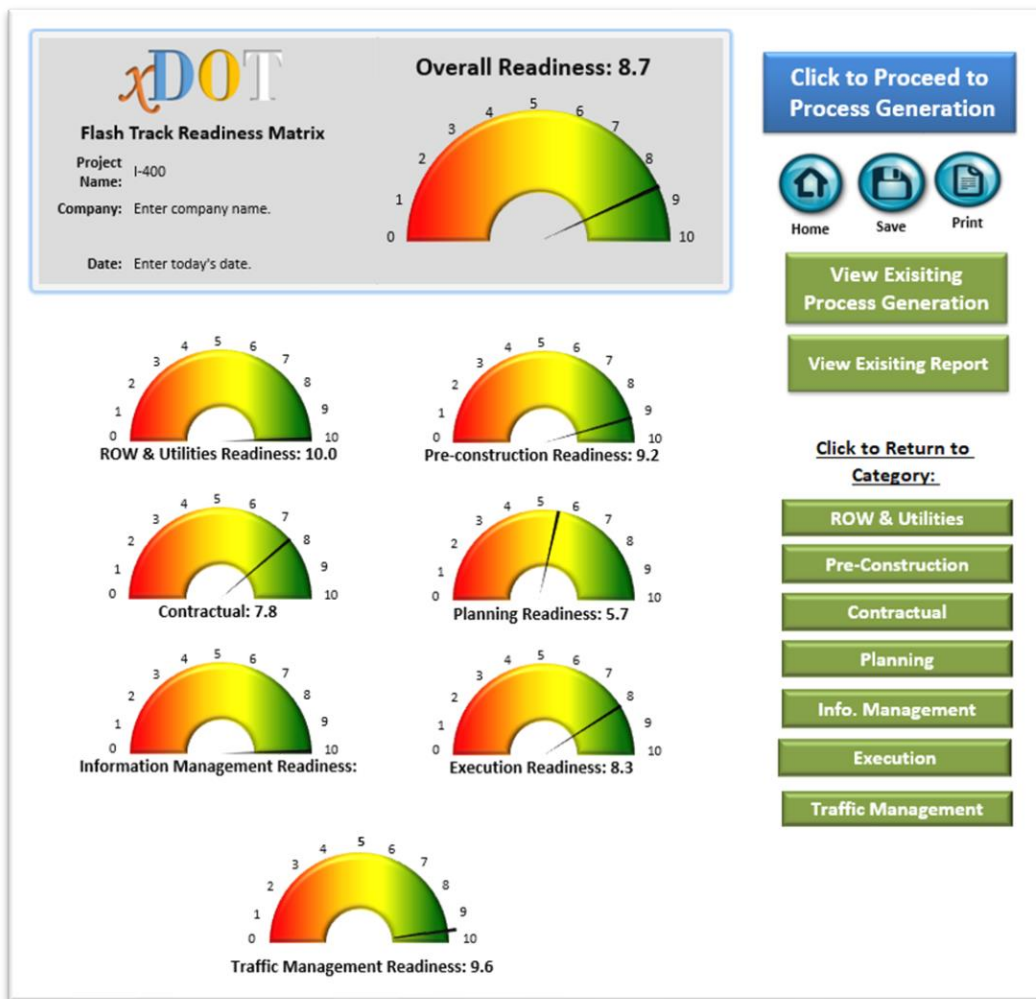 xDOT
Flash Track Readiness Matrix
Project Name: I-400
Company: Enter company name.
Date: Enter today's date.
Overall Readiness: 8.7
0 1 2 3 4 5 6 7 8 9 10
Click to Proceed to
Process Generation
Home Save Print
View Exisiting
Process Generation
View Exisiting Report
0 1 2 3 4 5 6 7 8 9 10
ROW & Utilities Readiness: 10.0
0 1 2 3 4 5 6 7 8 9 10
Pre-construction Readiness: 9.2
0 1 2 3 4 5 6 7 8 9 10
Contractual: 7.8
0 1 2 3 4 5 6 7 8 9 10
Planning Readiness: 5.7
0 1 2 3 4 5 6 7 8 9 10
Information Management Readiness:
0 1 2 3 4 5 6 7 8 9 10
Execution Readiness: 8.3
0 1 2 3 4 5 6 7 8 9 10
Traffic Management Readiness: 9.6
Click to Return to
Category:
ROW & Utilities
Pre-Construction
Contractual
Planning
Info. Management
Execution
Traffic Management